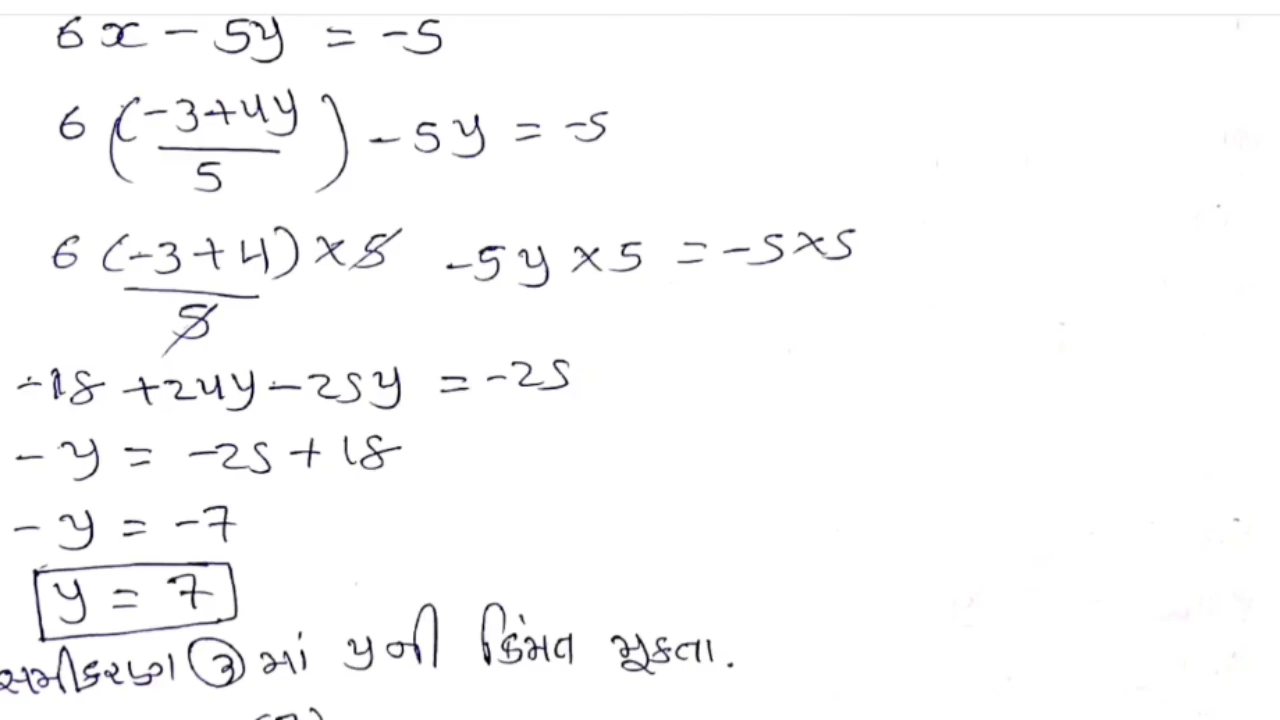 6x - 5y = -5
6 (-3+4y / 5) - 5y = -5
6 (-3+4) × 5 / 5 - 5y × 5 = -5×5
-18 +24y - 25y = -25
-y = -25 + 18
-y = -7
y = 7
સમીકરણ ③ માં y ની કિંમત મૂકતા.